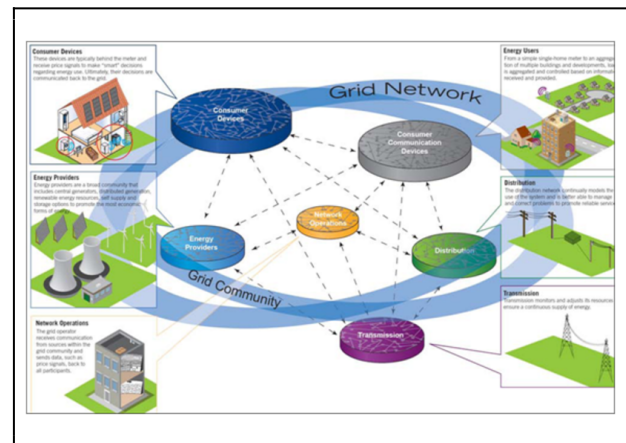 Consumer Devices
These devices are typically behind the meter and
receive price signals to make "smart" decisions
regarding energy use. Ultimately, their decisions are
communicated back to the grid.
Energy Providers
Energy providers are a broad community that
includes central generators, distributed generation,
renewable energy resources, self supply and
storage options to promote the most economic
forms of
Network Operations
The grid operator
receives communication
from sources within the
grid community and
sends data, such as
price signals, back to
all participants.
Grid Network
Consumer
Devices
Consumer
Communication
Devices
Network
Operations
Energy
Providers
Distribution
Grid Community
Transmission
Energy Users
From a simple single-home meter to an
tion of multiple buildings and developments,
is aggregated and controlled based on
received and provided.
Distribution
The distribution network continually models the
use of the system and is better able to manage
and correct problems to promote reliable
Transmission
Transmission monitors and adjusts its resources
ensure a continuous supply of energy.